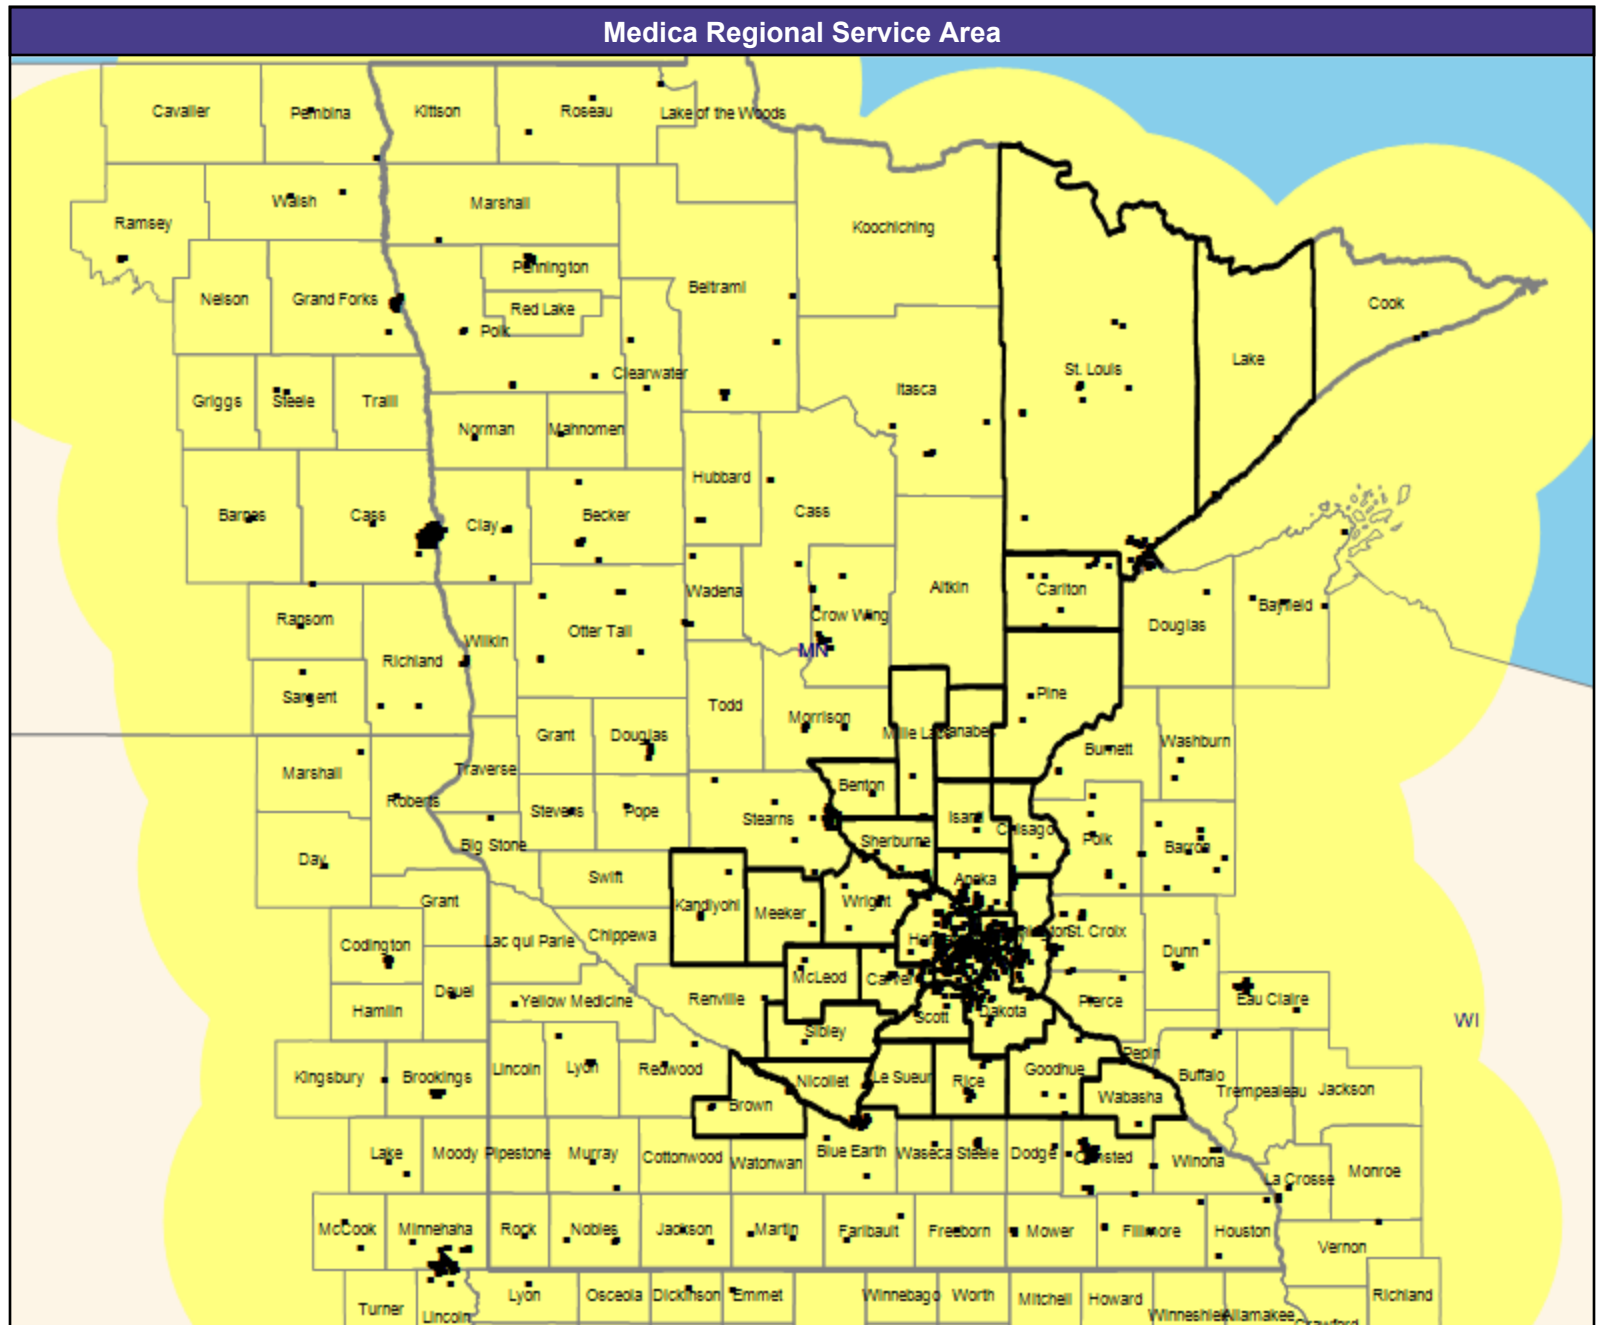 Medica Regional Service Area
Cavalier
Pembina
Kittson
Roseau
Lake of the Woods
Walsh
Marshall
Ramsey
Koochiching
Pennington
Nelson
Grand Forks
Red Lake
Beltrami
Cook
Polk
Clearwater
Lake
St. Louis
Itasca
Griggs
Steele
Traill
Norman
Mahnomen
Hubbard
Barnes
Cass
Clay
Becker
Cass
Wadena
Aitkin
Carlton
Crow Wing
Bayfield
Ransom
Otter Tail
Wilkin
Douglas
MN
Richland
Sargent
Todd
Pine
Morrison
Grant
Douglas
Mille Lacs
Kanabec
Burnett
Washburn
Marshall
Traverse
Roberts
Benton
Stevens
Pope
Stearns
Isanti
Chisago
Big Stone
Sherburne
Polk
Barron
Day
Swift
Anoka
Grant
Kandiyohi
Meeker
Wright
Codington
Lac qui Parle
Chippewa
St. Croix
Dunn
McLeod
Carver
Deuel
Yellow Medicine
Renville
Pierce
Eau Claire
Hamlin
Scott
Dakota
WI
Sibley
Pepin
Kingsbury
Brookings
Lincoln
Lyon
Redwood
Nicollet
Le Sueur
Rice
Goodhue
Buffalo
Trempealeau
Jackson
Brown
Wabasha
Lake
Moody
Pipestone
Murray
Cottonwood
Watonwan
Blue Earth
Waseca
Steele
Dodge
Olmsted
Winona
La Crosse
Monroe
McCook
Minnehaha
Rock
Nobles
Jackson
Martin
Faribault
Freeborn
Mower
Fillmore
Houston
Vernon
Turner
Lincoln
Lyon
Osceola
Dickinson
Emmet
Winnebago
Worth
Mitchell
Howard
Winneshiek
Allamakee
Crawford
Richland